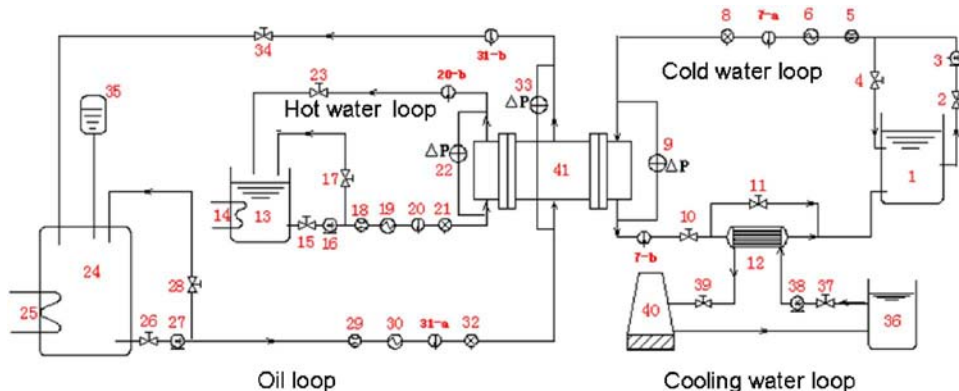 8 7-a 6 5
34 31-b
23 20-b 33 3
35 Hot water loop ΔP Cold water loop 4 2
ΔP 22 41 9 ΔP
17 1
14 13 18 19 20 21 11
15 16 10
24 7-b 12
28 39 38 37
25 26 27 29 30 31-a 32 40 36
Oil loop Cooling water loop